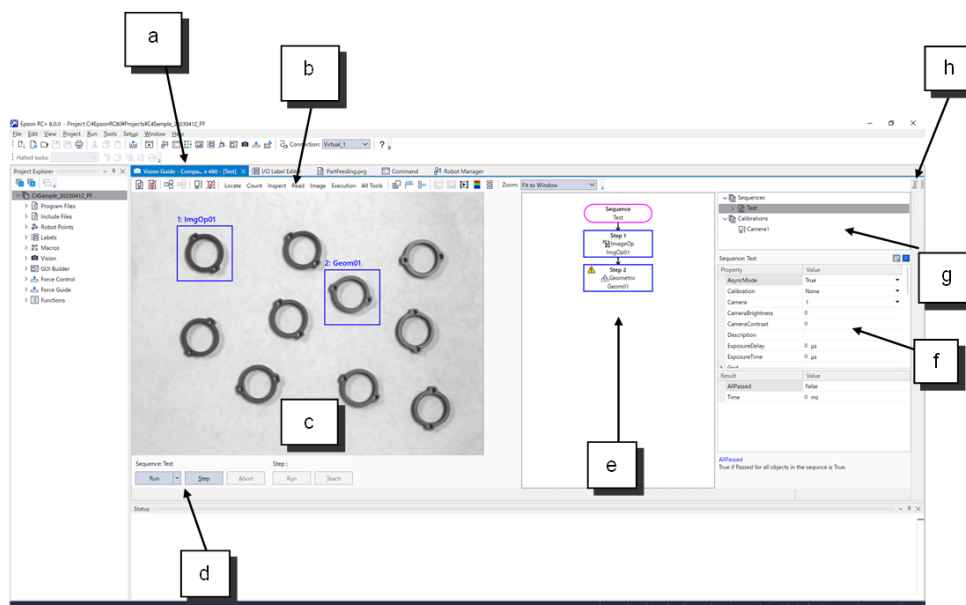 a
b
h
Epson RC+ 8.0.0 - Project C:\EpsonRC80\Projects\C4Sample_20230412_PF
File Edit View Project Run Tools Setup Window Help
Connection: Virtual_1
Halted tasks:
Project Explorer
Vision Guide - Compa... x 480 - [Test] I/O Label Editor PartFeeding.prg Command Robot Manager
Locate Count Inspect Read Image Execution All Tools Zoom: Fit to Window
C4Sample_20230412_PF
Program Files
Include Files
Robot Points
Labels
Macros
Vision
GUI Builder
Force Control
Force Guide
Functions
1: ImgOp01
2: Geom01
c
Sequence
Test
Step 1
ImageOp
ImgOp01
Step 2
Geometric
Geom01
e
Sequences
Test
Calibrations
Camera1
g
Sequence: Test
Property Value
AsyncMode True
Calibration None
Camera 1
CameraBrightness 0
CameraContrast 0
Description
ExposureDelay 0 µs
ExposureTime 0 µs
Grid
f
Result Value
AllPassed False
Time 0 ms
AllPassed
True if Passed for all objects in the sequnce is True.
Sequence: Test Step :
Run Step Abort Run Teach
Status
d